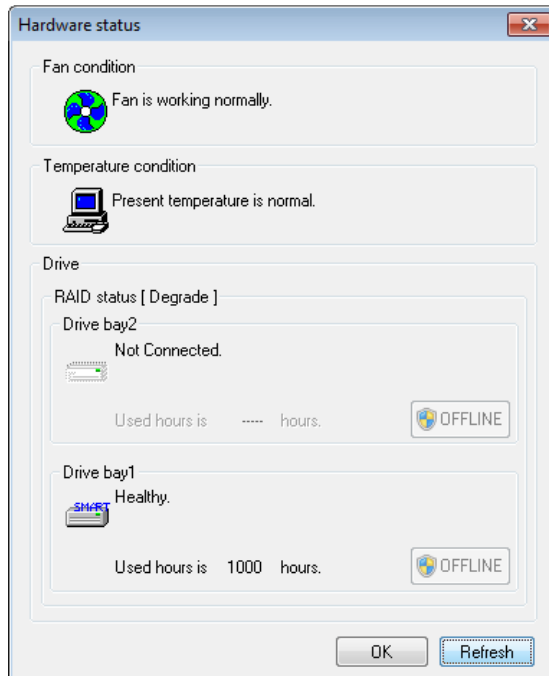 Hardware status
Fan condition
Fan is working normally.
Temperature condition
Present temperature is normal.
Drive
RAID status [ Degrade ]
Drive bay2
Not Connected.
Used hours is ----- hours.
OFFLINE
Drive bay1
SMART
Healthy.
Used hours is 1000 hours.
OFFLINE
OK
Refresh